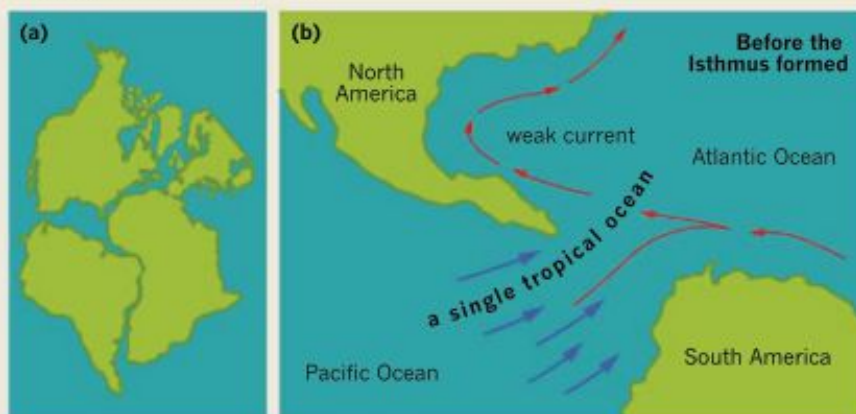 (a)
(b)
Before the
Isthmus formed
North
America
weak current
Atlantic Ocean
a single tropical ocean
Pacific Ocean
South America